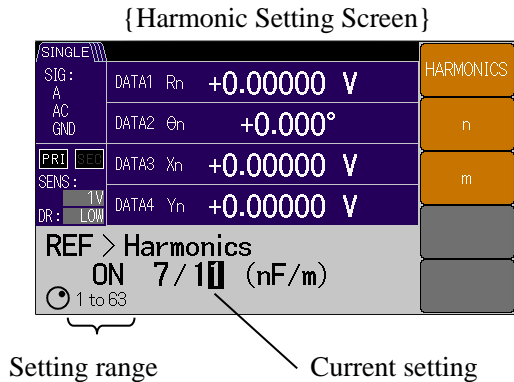 {Harmonic Setting Screen}
SINGLE
SIG:
A
AC
GND
PRI SEC
SENS:
1V
DR: LOW
DATA1 Rn +0.00000 V
DATA2 θn +0.000°
DATA3 Xn +0.00000 V
DATA4 Yn +0.00000 V
HARMONICS
n
m
REF > Harmonics
ON 7/11 (nF/m)
1 to 63
Setting range
Current setting